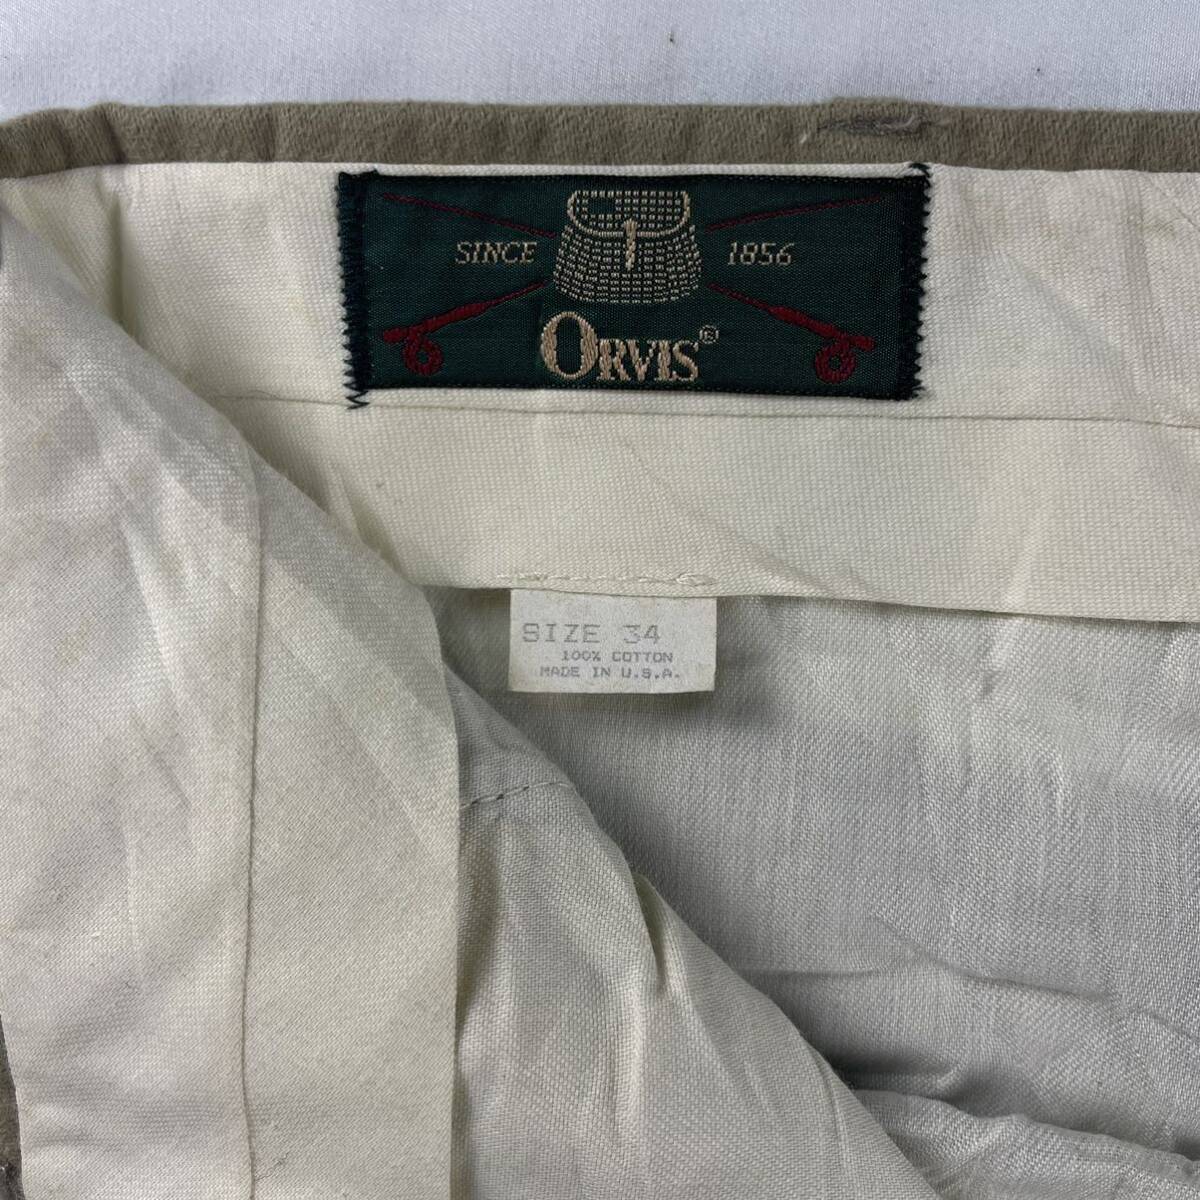 SINCE 1856
ORVIS®
SIZE 34
100% COTTON
MADE IN U.S.A.